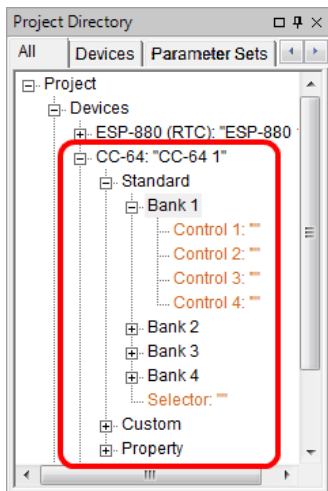 Project Directory
All Devices Parameter Sets
Project
Devices
ESP-880 (RTC): "ESP-880
CC-64: "CC-64 1"
Standard
Bank 1
Control 1: ""
Control 2: ""
Control 3: ""
Control 4: ""
Bank 2
Bank 3
Bank 4
Selector: ""
Custom
Property